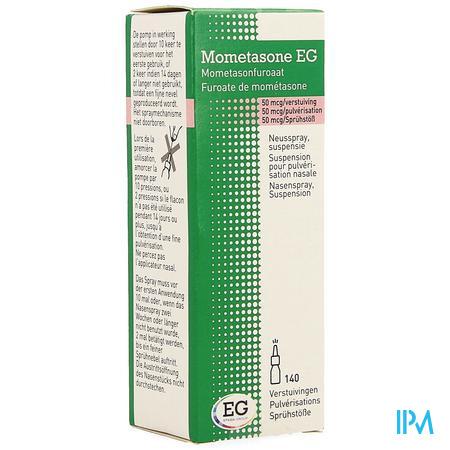 De pomp in werking
stellen door 10 keer te
verstuiven voor het
eerste gebruik, of
2 keer indien 14 dagen
of langer niet gebruikt,
totdat een fijne nevel
geproduceerd wordt.
Het spraymechanisme
niet doorboren.
Lors de la
première
utilisation,
amorcer la
pompe par
10 pressions, ou
2 pressions si le flacon
n'a pas été utilisé
pendant 14 jours ou
plus, jusqu'à
l'obtention d'une fine
pulvérisation.
Ne percez pas
l'applicateur nasal.
Das Spray muss vor
der ersten Anwendung
10 mal oder, wenn das
Nasenspray zwei
Wochen oder länger
nicht benutzt wurde,
2 mal betätigt werden,
bis ein feiner
Sprühnebel auftritt.
Die Austrittsöffnung
des Nasenstückes nicht
durchstechen.
Mometasone EG
Mometasonfuroaat
Furoate de mométasone
50 mcg/verstuiving
50 mcg/pulvérisation
50 mcg/Sprühstöß
Neusspray,
suspensie
Suspension
pour pulvéri-
sation nasale
Nasenspray,
Suspension
140
Verstuivingen
Pulvérisations
Sprühstöße
EG
IPM